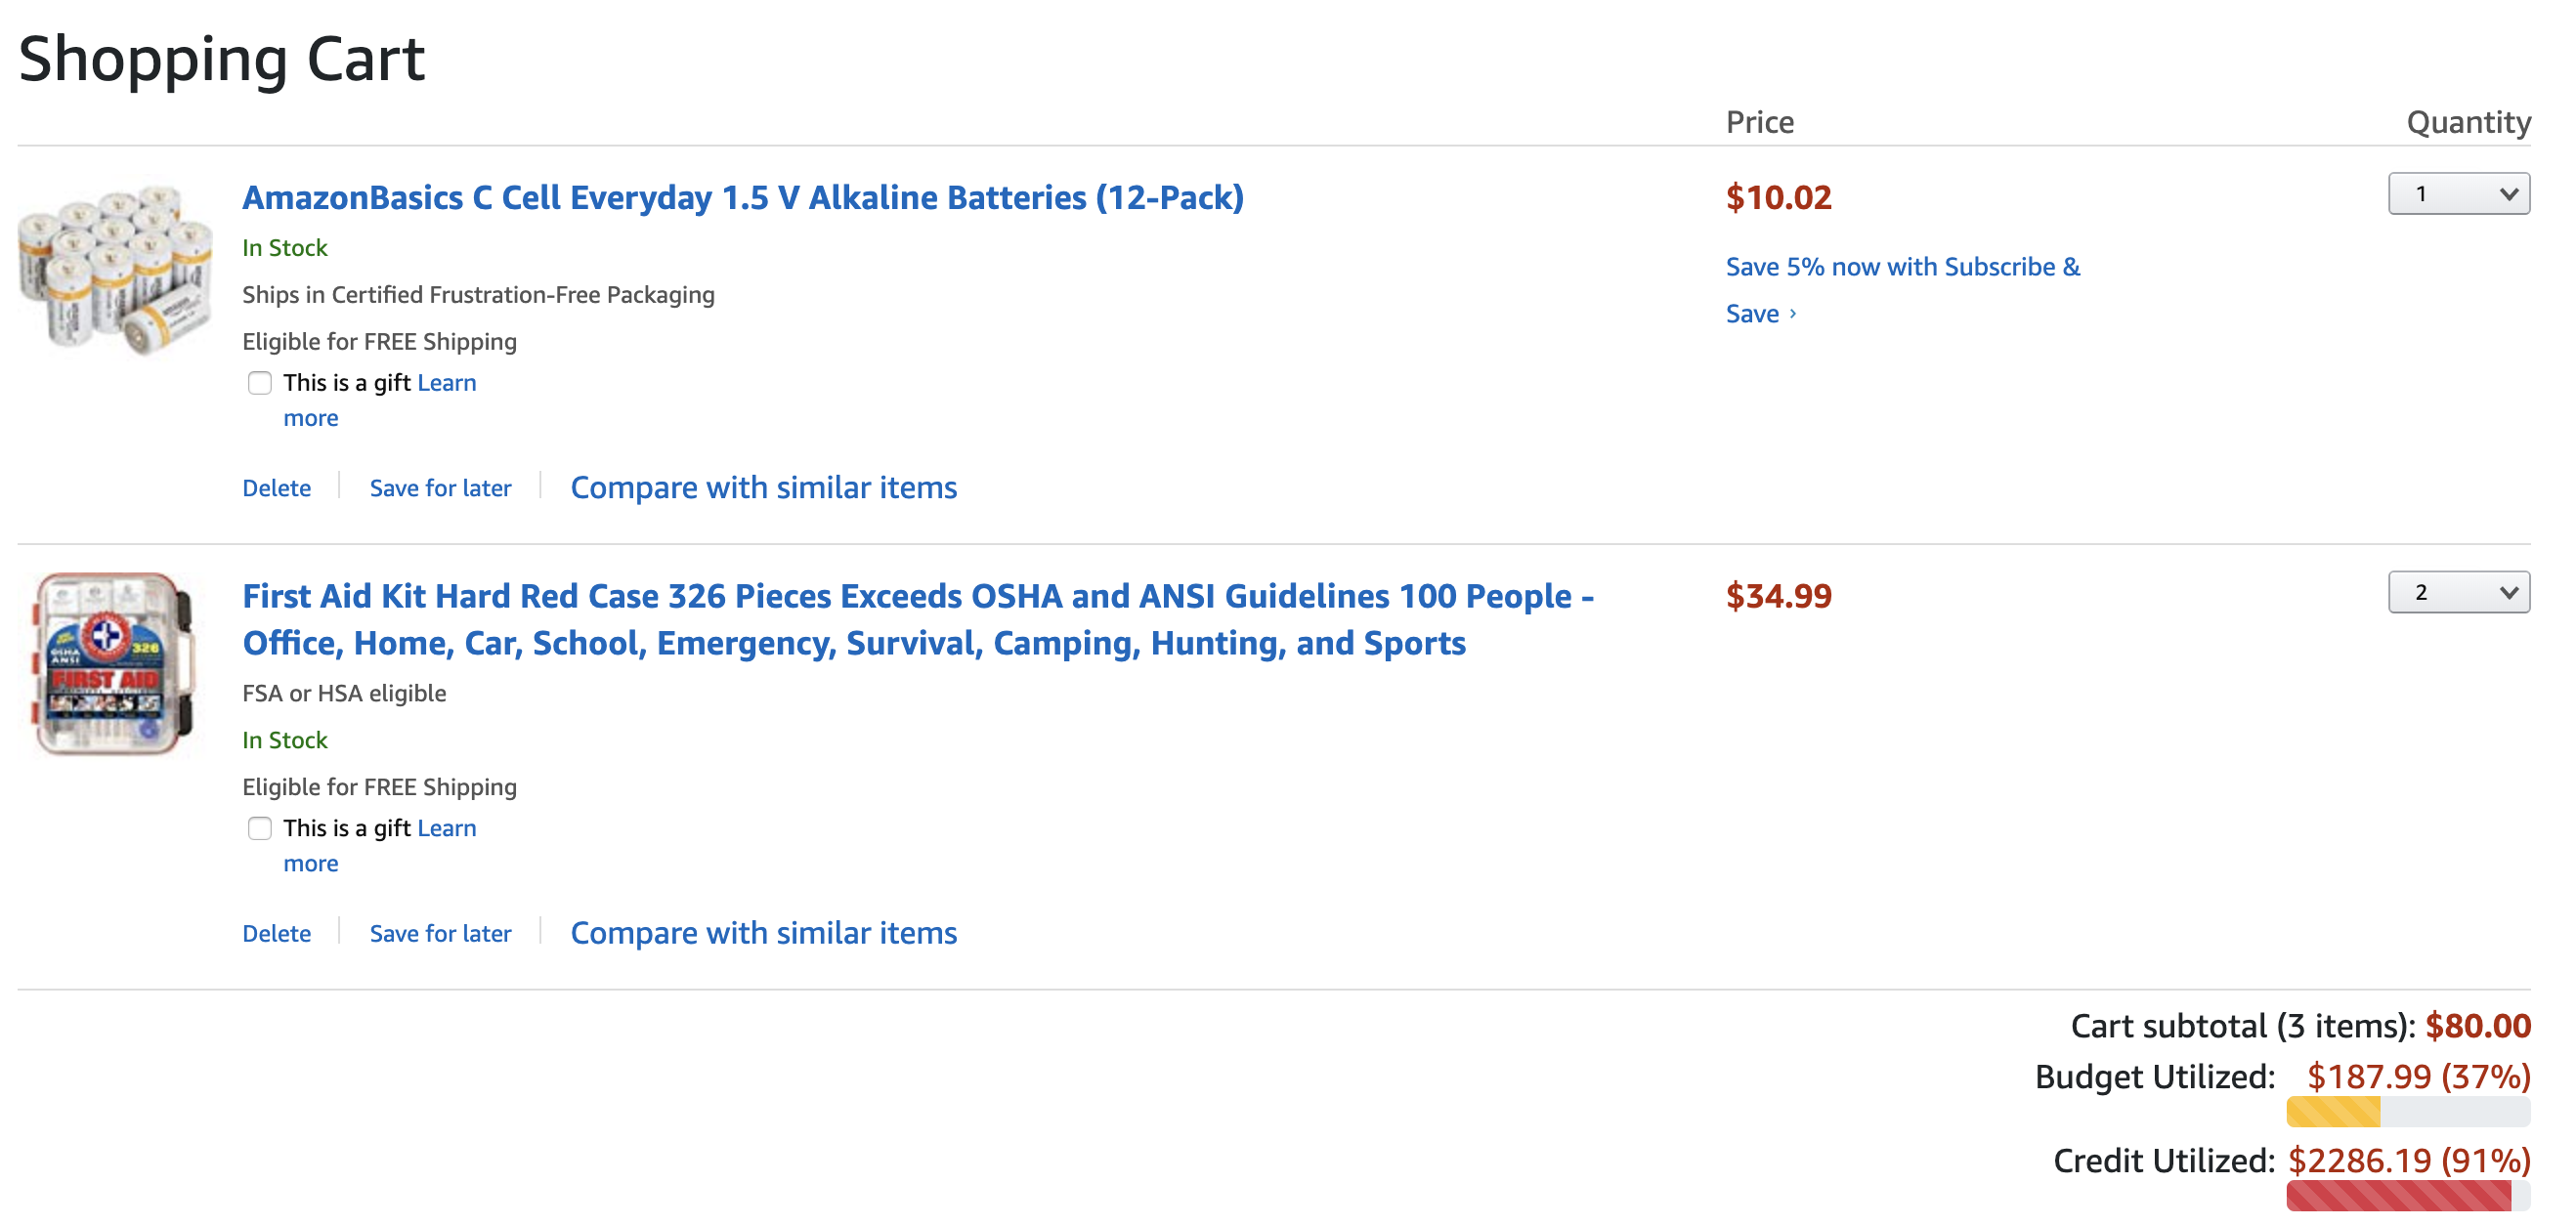 Shopping Cart
Price Quantity
AmazonBasics C Cell Everyday 1.5 V Alkaline Batteries (12-Pack) $10.02 1
In Stock
Save 5% now with Subscribe &
Ships in Certified Frustration-Free Packaging
Save ›
Eligible for FREE Shipping
This is a gift Learn
more
Delete Save for later Compare with similar items
First Aid Kit Hard Red Case 326 Pieces Exceeds OSHA and ANSI Guidelines 100 People - $34.99 2
Office, Home, Car, School, Emergency, Survival, Camping, Hunting, and Sports
OSHA 326
ANSI
FIRST AID
FSA or HSA eligible
In Stock
Eligible for FREE Shipping
This is a gift Learn
more
Delete Save for later Compare with similar items
Cart subtotal (3 items): $80.00
Budget Utilized: $187.99 (37%)
Credit Utilized: $2286.19 (91%)